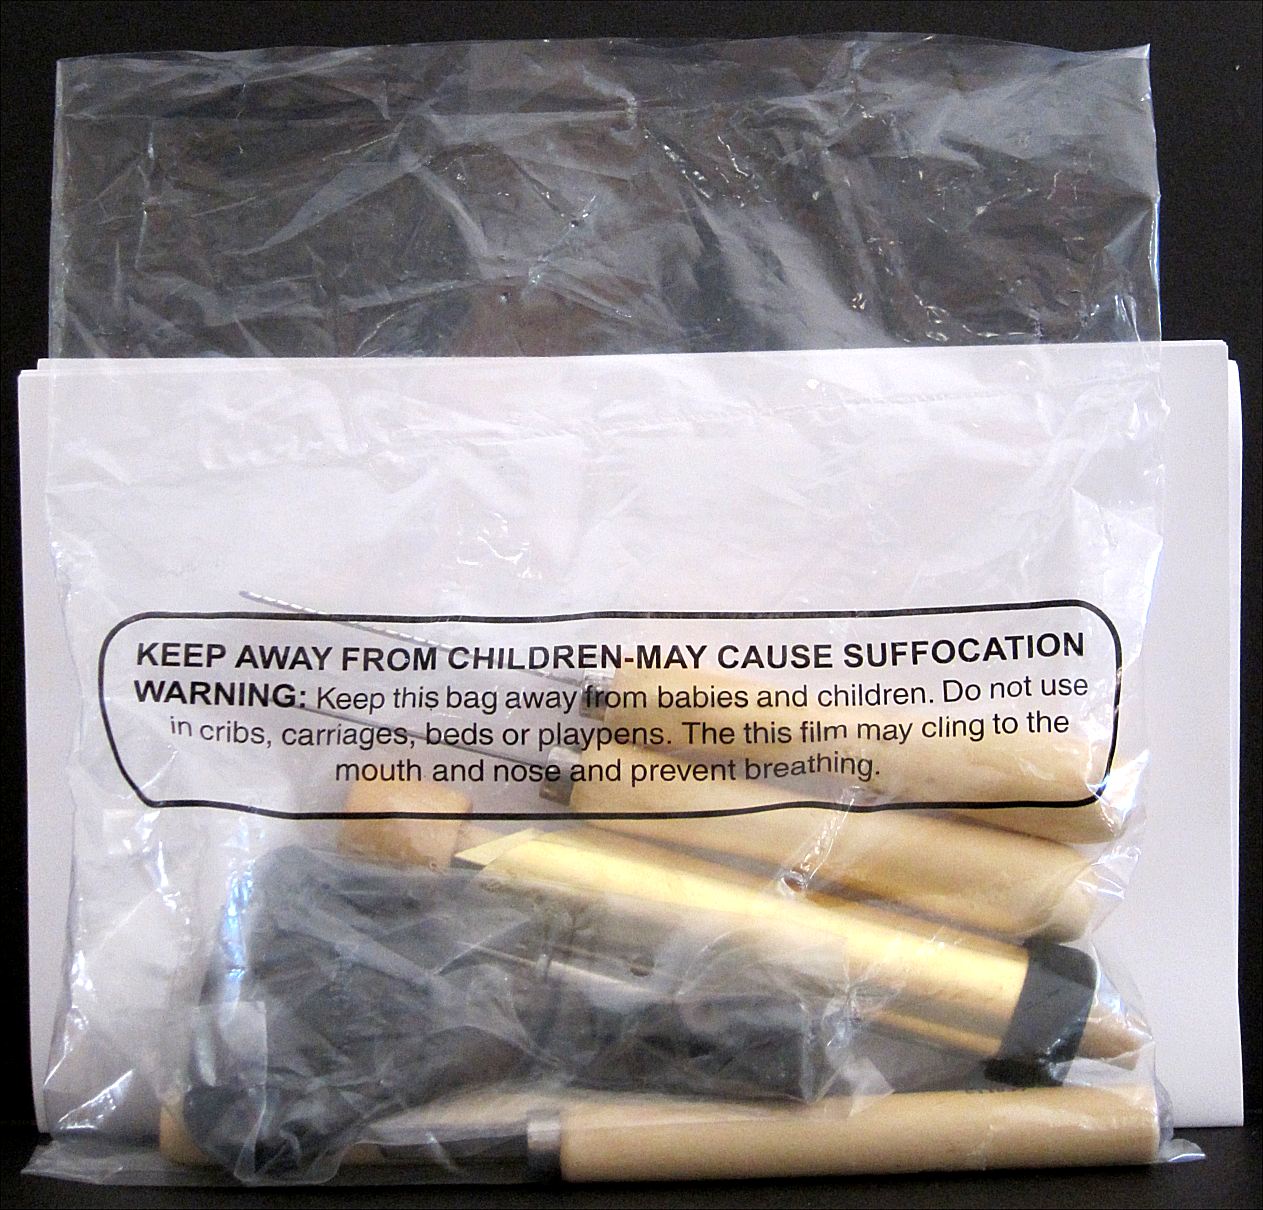 KEEP AWAY FROM CHILDREN-MAY CAUSE SUFFOCATION
WARNING: Keep this bag away from babies and children. Do not use
in cribs, carriages, beds or playpens. The this film may cling to the
mouth and nose and prevent breathing.